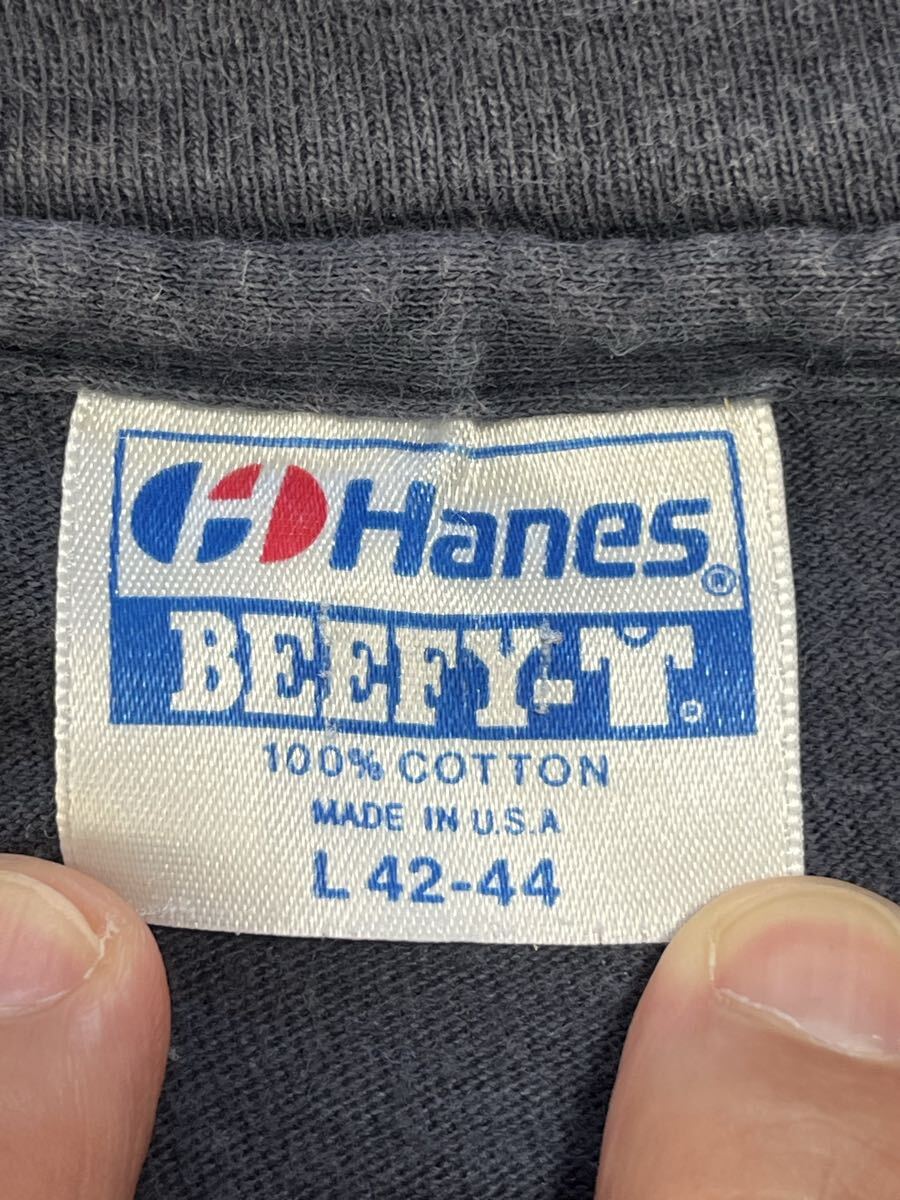 Hanes®
BEEFY-T®
100% COTTON
MADE IN U.S.A
L 42-44